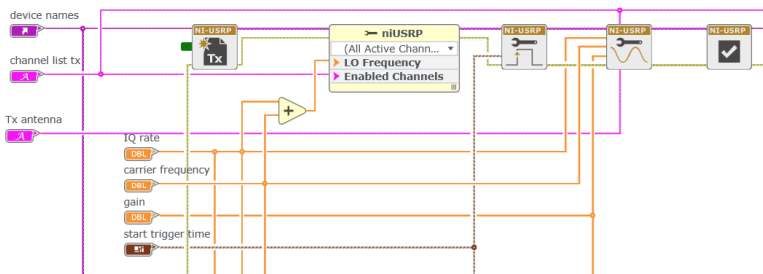 device names
channel list tx
Tx antenna
IQ rate
DBL
carrier frequency
DBL
gain
DBL
start trigger time
NI-USRP
Tx
niUSRP
(All Active Chann...
LO Frequency
Enabled Channels
+
NI-USRP
NI-USRP
NI-USRP